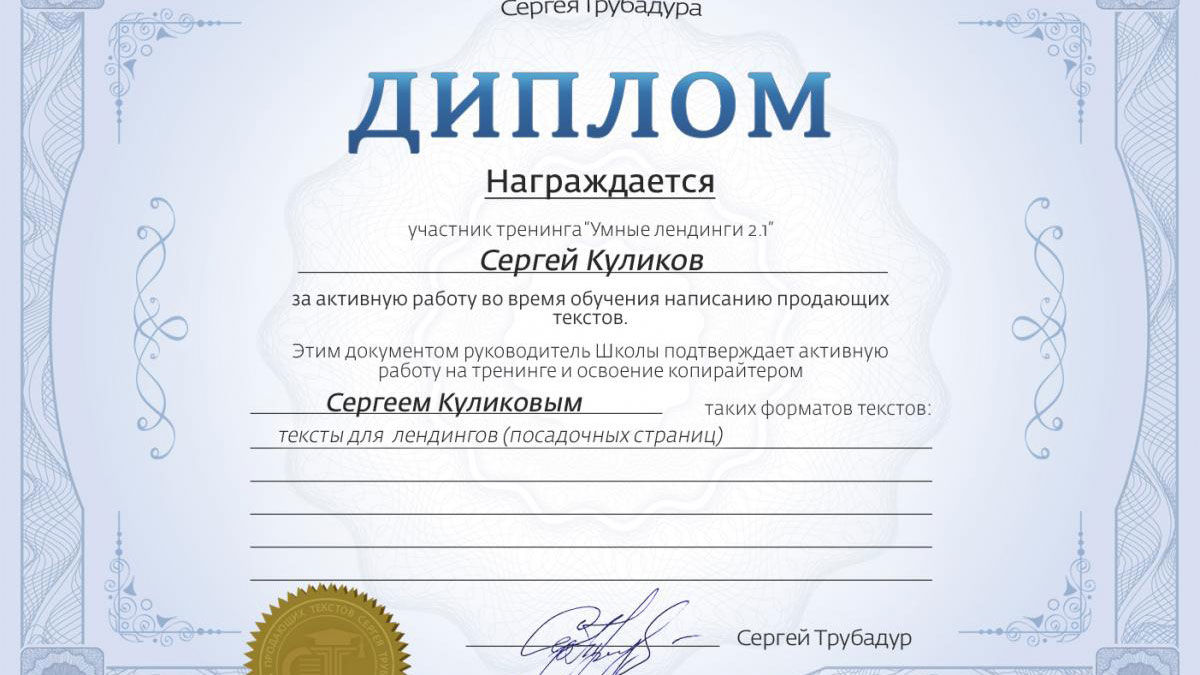 Сергея Трубадура
ДИПЛОМ
Награждается
участник тренинга "Умные лендинги 2.1"
Сергей Куликов
за активную работу во время обучения написанию продающих
текстов.
Этим документом руководитель Школы подтверждает активную
работу на тренинге и освоение копирайтером
Сергеем Куликовым таких форматов текстов:
тексты для лендингов (посадочных страниц)
ПРОДАЮЩИХ ТЕКСТОВ СЕРГЕЯ
Сергей Трубадур